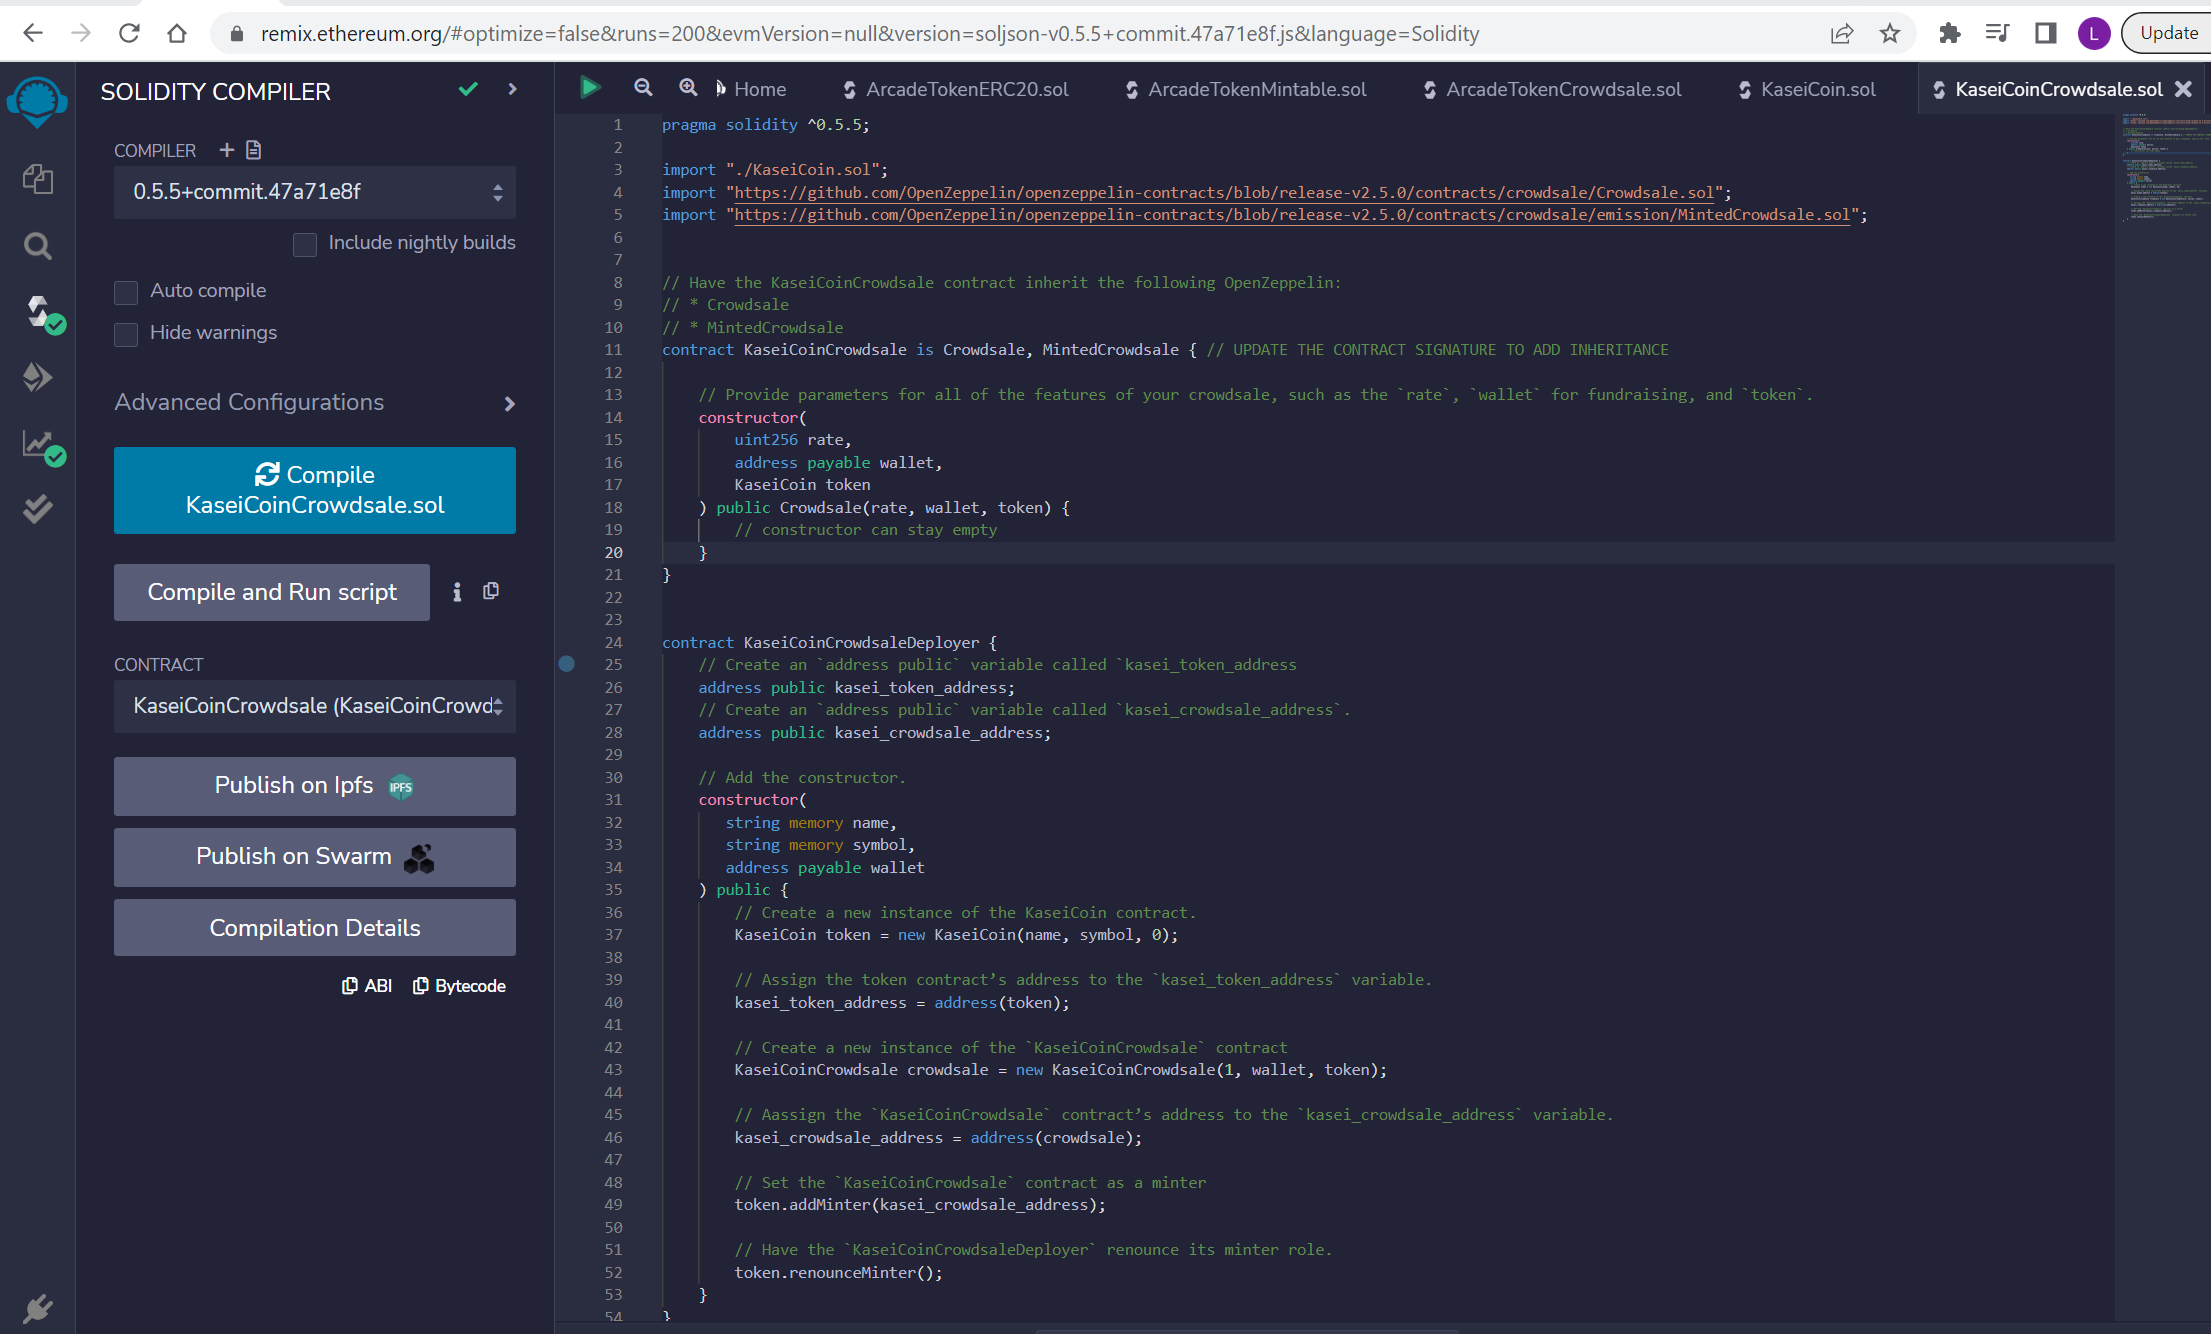 remix.ethereum.org/#optimize=false&runs=200&evmVersion=null&version=soljson-v0.5.5+commit.47a71e8f.js&language=Solidity
L
Update
SOLIDITY COMPILER
COMPILER
0.5.5+commit.47a71e8f
Include nightly builds
Auto compile
Hide warnings
Advanced Configurations
Compile
KaseiCoinCrowdsale.sol
Compile and Run script
CONTRACT
KaseiCoinCrowdsale (KaseiCoinCrowd
Publish on Ipfs IPFS
Publish on Swarm
Compilation Details
ABI Bytecode
Home ArcadeTokenERC20.sol ArcadeTokenMintable.sol ArcadeTokenCrowdsale.sol KaseiCoin.sol KaseiCoinCrowdsale.sol
1 pragma solidity ^0.5.5;
2
3 import "./KaseiCoin.sol";
4 import "https://github.com/OpenZeppelin/openzeppelin-contracts/blob/release-v2.5.0/contracts/crowdsale/Crowdsale.sol";
5 import "https://github.com/OpenZeppelin/openzeppelin-contracts/blob/release-v2.5.0/contracts/crowdsale/emission/MintedCrowdsale.sol";
6
7
8 // Have the KaseiCoinCrowdsale contract inherit the following OpenZeppelin:
9 // * Crowdsale
10 // * MintedCrowdsale
11 contract KaseiCoinCrowdsale is Crowdsale, MintedCrowdsale { // UPDATE THE CONTRACT SIGNATURE TO ADD INHERITANCE
12
13 // Provide parameters for all of the features of your crowdsale, such as the `rate`, `wallet` for fundraising, and `token`.
14 constructor(
15 uint256 rate,
16 address payable wallet,
17 KaseiCoin token
18 ) public Crowdsale(rate, wallet, token) {
19 // constructor can stay empty
20 }
21 }
22
23
24 contract KaseiCoinCrowdsaleDeployer {
25 // Create an `address public` variable called `kasei_token_address
26 address public kasei_token_address;
27 // Create an `address public` variable called `kasei_crowdsale_address`.
28 address public kasei_crowdsale_address;
29
30 // Add the constructor.
31 constructor(
32 string memory name,
33 string memory symbol,
34 address payable wallet
35 ) public {
36 // Create a new instance of the KaseiCoin contract.
37 KaseiCoin token = new KaseiCoin(name, symbol, 0);
38
39 // Assign the token contract’s address to the `kasei_token_address` variable.
40 kasei_token_address = address(token);
41
42 // Create a new instance of the `KaseiCoinCrowdsale` contract
43 KaseiCoinCrowdsale crowdsale = new KaseiCoinCrowdsale(1, wallet, token);
44
45 // Aassign the `KaseiCoinCrowdsale` contract’s address to the `kasei_crowdsale_address` variable.
46 kasei_crowdsale_address = address(crowdsale);
47
48 // Set the `KaseiCoinCrowdsale` contract as a minter
49 token.addMinter(kasei_crowdsale_address);
50
51 // Have the `KaseiCoinCrowdsaleDeployer` renounce its minter role.
52 token.renounceMinter();
53 }
54 }